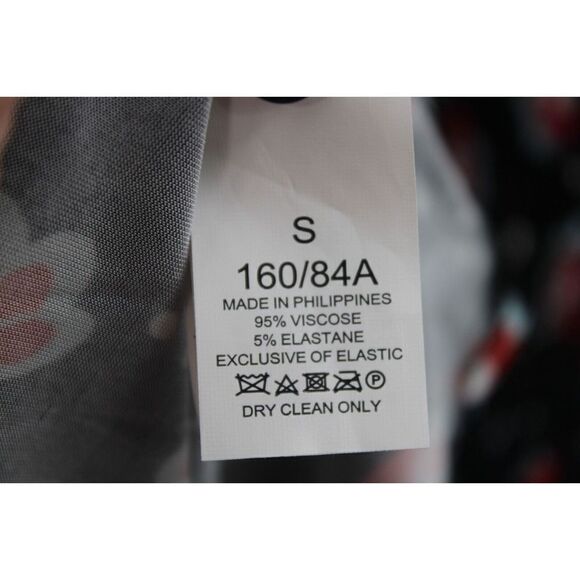 S
160/84A
MADE IN PHILIPPINES
95% VISCOSE
5% ELASTANE
EXCLUSIVE OF ELASTIC
P
DRY CLEAN ONLY